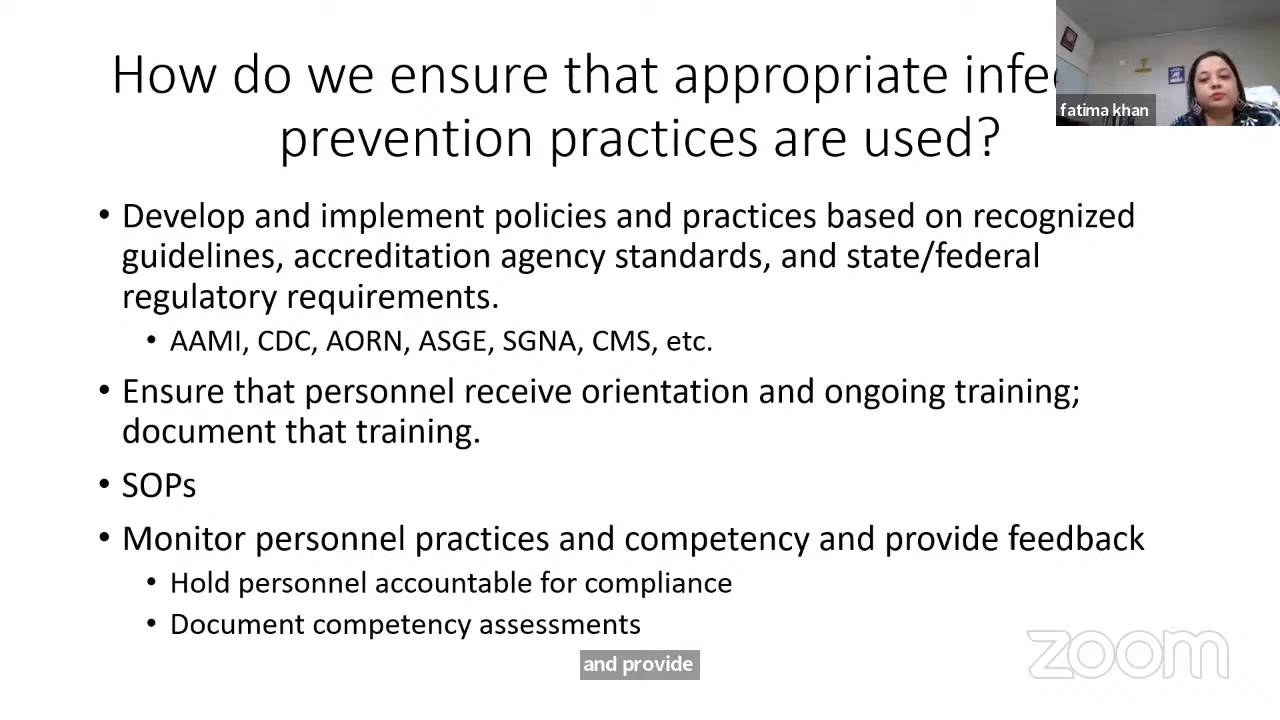 How do we ensure that appropriate
prevention practices are used?
fatima khan
• Develop and implement policies and practices based on recognized
guidelines, accreditation agency standards, and state/federal
regulatory requirements.
• AAMI, CDC, AORN, ASGE, SGNA, CMS, etc.
• Ensure that personnel receive orientation and ongoing training;
document that training.
• SOPs
• Monitor personnel practices and competency and provide feedback
• Hold personnel accountable for compliance
• Document competency assessments
and provide
zoom